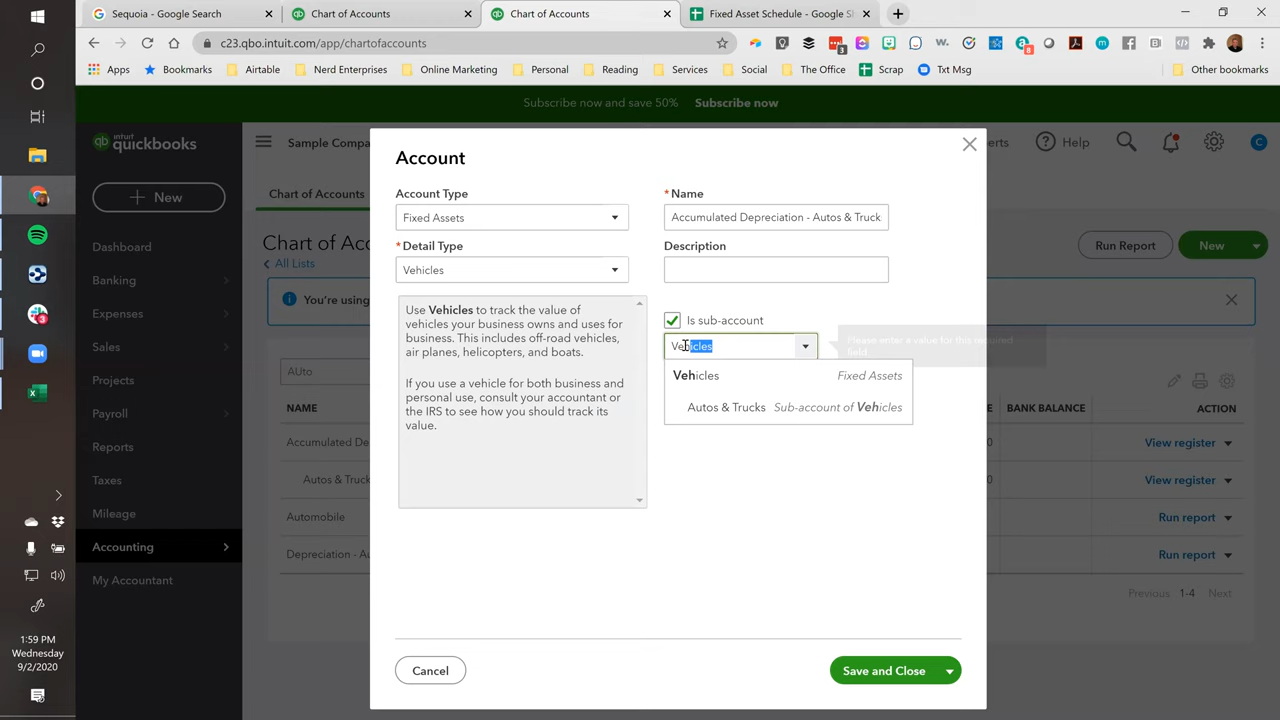 Sequoia - Google Search
Chart of Accounts
Chart of Accounts
Fixed Asset Schedule - Google Sh
c23.qbo.intuit.com/app/chartofaccounts
Apps
Bookmarks
Airtable
Nerd Enterprises
Online Marketing
Personal
Reading
Services
Social
The Office
Scrap
Txt Msg
Other bookmarks
Subscribe now and save 50% Subscribe now
intuit
quickbooks
Sample Compa
erts
Help
C
New
Dashboard
Banking
Expenses
Sales
Projects
Payroll
Reports
Taxes
Mileage
Accounting
My Accountant
Chart of Accounts
Chart of Acc
All Lists
Run Report
New
You're using
AUto
NAME
BANK BALANCE
ACTION
Accumulated De
View register
Autos & Truck
View register
Automobile
Run report
Depreciation - A
Run report
Previous 1-4 Next
Account
Account Type
Fixed Assets
* Detail Type
Vehicles
Use Vehicles to track the value of
vehicles your business owns and uses for
business. This includes off-road vehicles,
air planes, helicopters, and boats.
If you use a vehicle for both business and
personal use, consult your accountant or
the IRS to see how you should track its
value.
* Name
Accumulated Depreciation - Autos & Truck
Description
Is sub-account
Vehicles
Please enter a value for this required
field
Vehicles Fixed Assets
Autos & Trucks Sub-account of Vehicles
Cancel
Save and Close
1:59 PM
Wednesday
9/2/2020